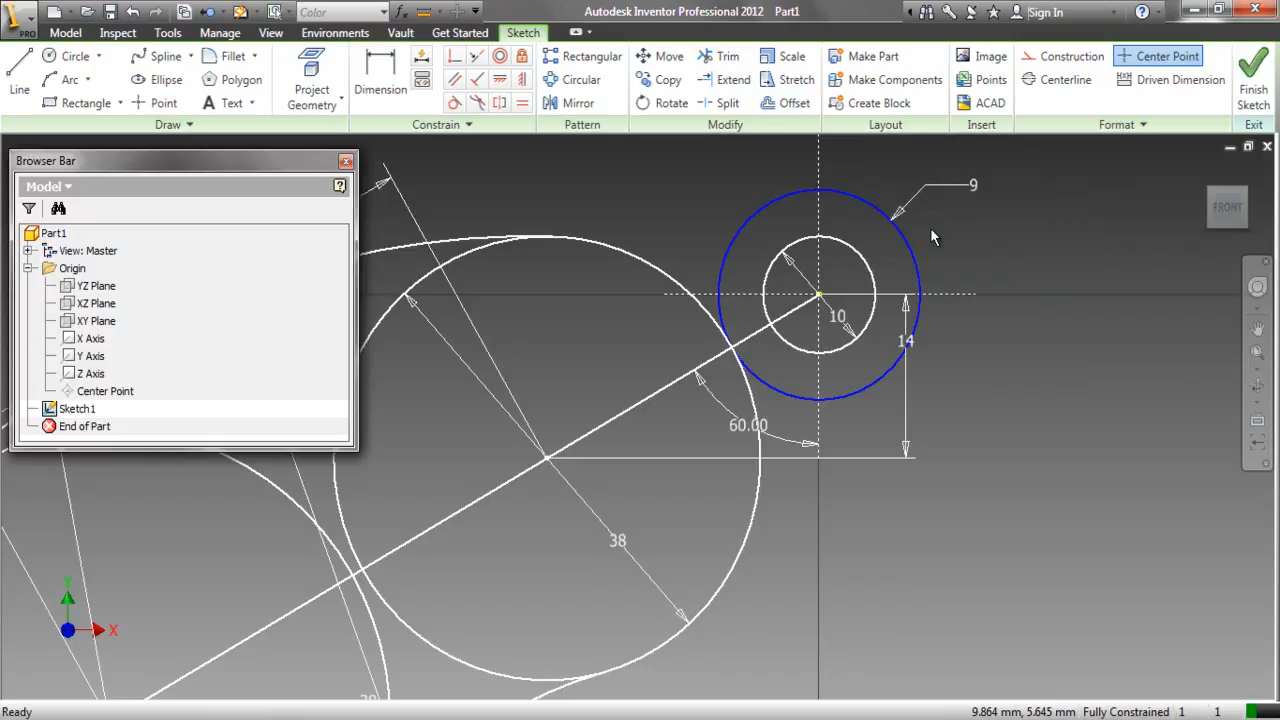 PRO
Color
Autodesk Inventor Professional 2012 Part1
Sign In
Model Inspect Tools Manage View Environments Vault Get Started Sketch
Line
Circle
Arc
Rectangle
Spline
Ellipse
Point
Fillet
Polygon
Text
Project
Geometry
Dimension
Rectangular
Circular
Mirror
Move
Copy
Rotate
Trim
Extend
Split
Scale
Stretch
Offset
Make Part
Make Components
Create Block
Image
Points
ACAD
Construction
Centerline
Center Point
Driven Dimension
Finish
Sketch
Draw
Constrain
Pattern
Modify
Layout
Insert
Format
Exit
Browser Bar
Model
Part1
View: Master
Origin
YZ Plane
XZ Plane
XY Plane
X Axis
Y Axis
Z Axis
Center Point
Sketch1
End of Part
9
10
14
60.00
38
FRONT
Y
X
Ready
9.864 mm, 5.645 mm Fully Constrained 1 1